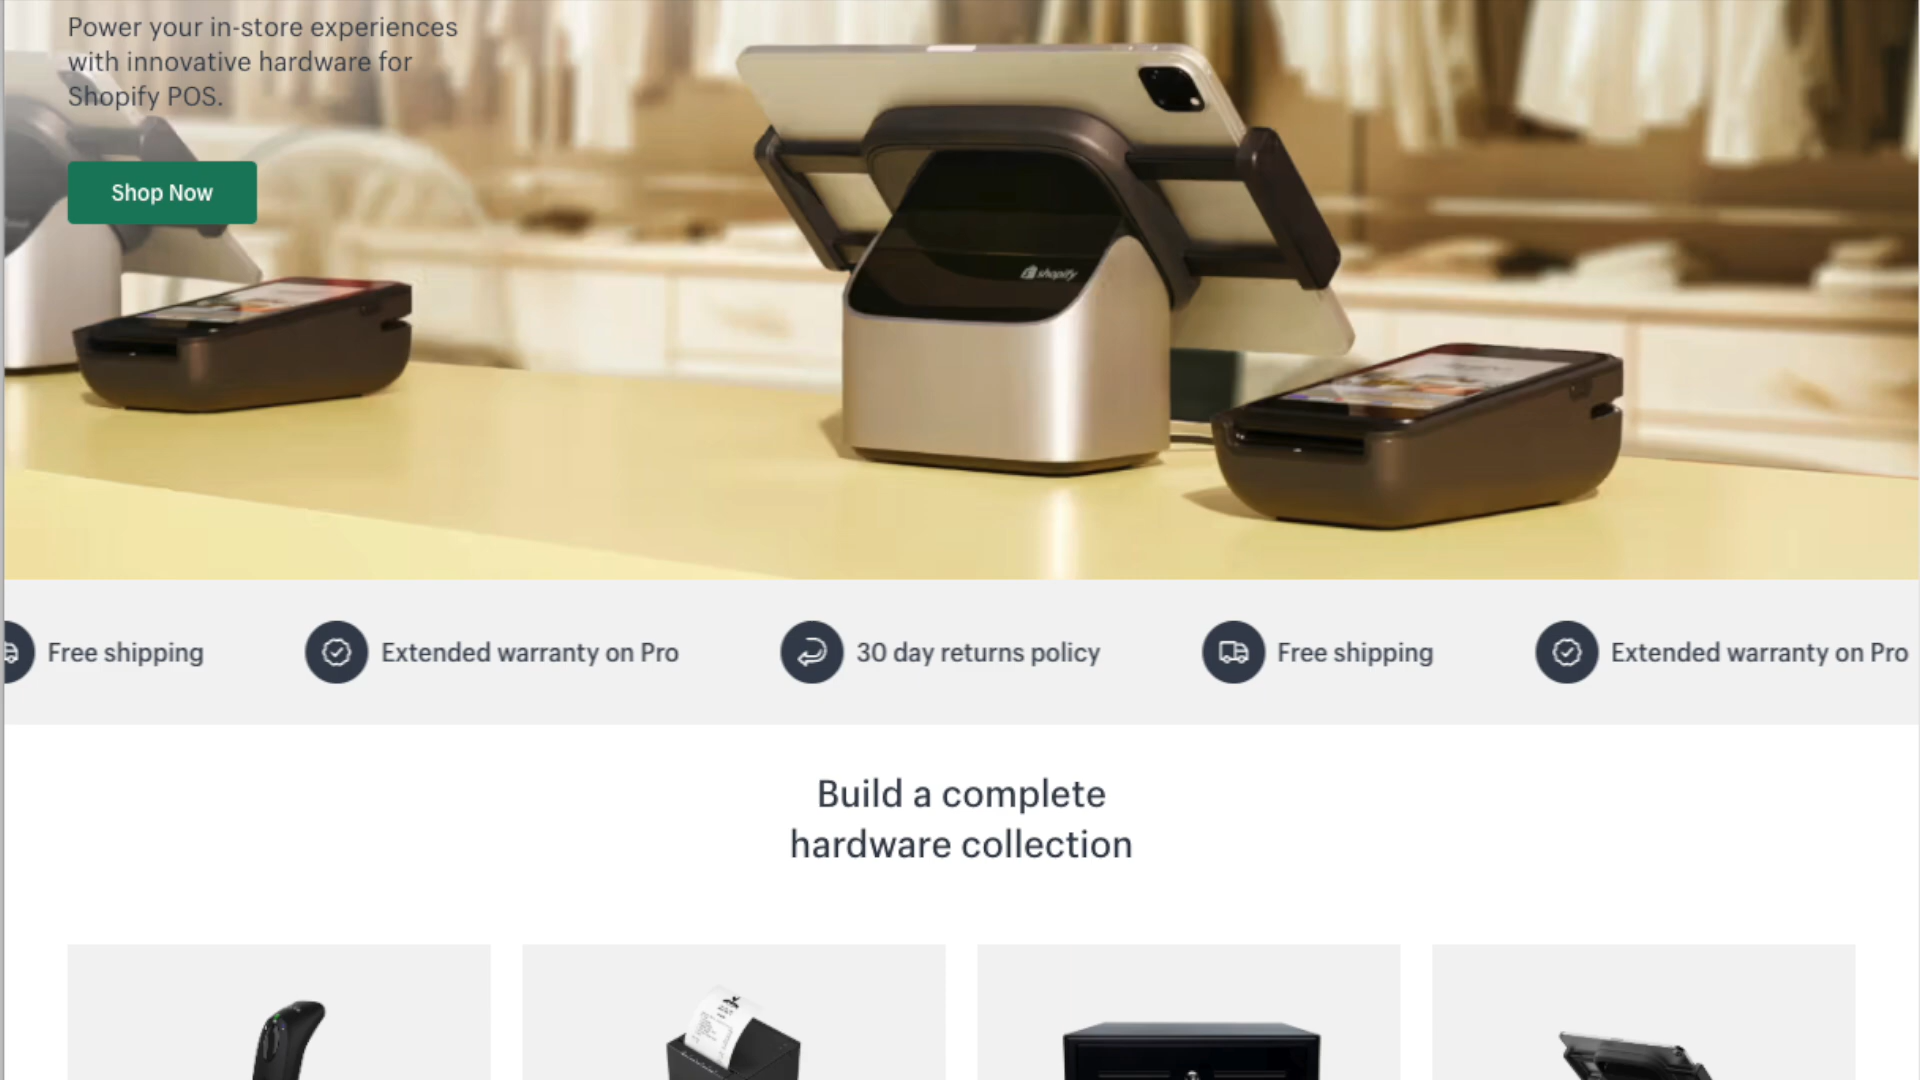 Power your in-store experiences
with innovative hardware for
Shopify POS.
Shop Now
shopify
Free shipping
Extended warranty on Pro
30 day returns policy
Free shipping
Extended warranty on Pro
Build a complete
hardware collection